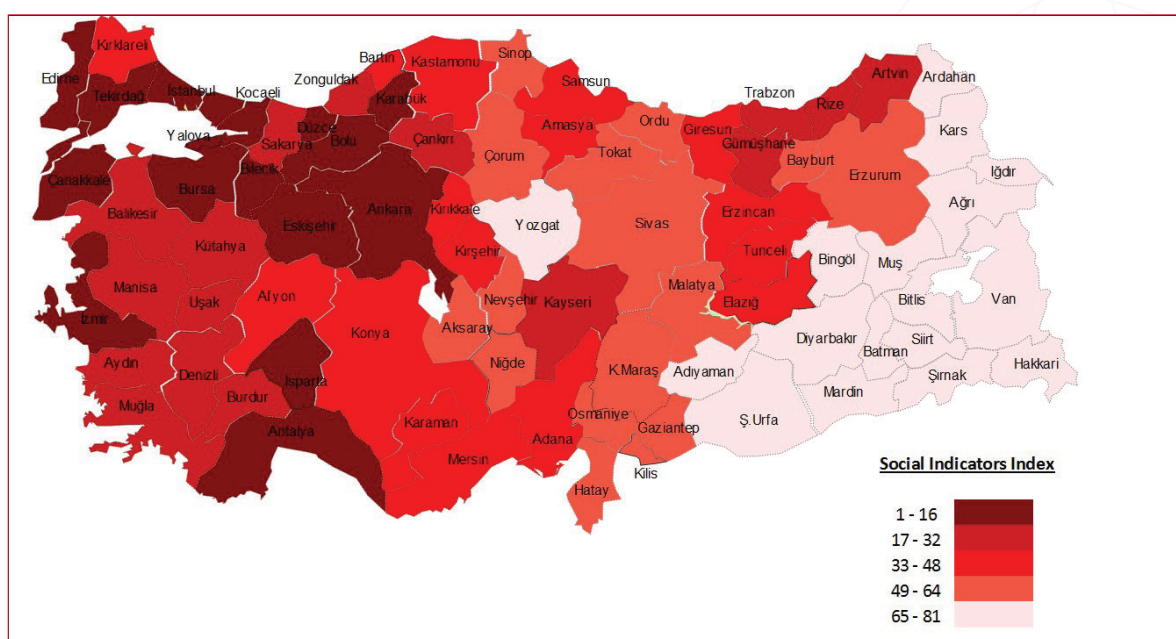 Kırklareli
Edirne
Tekirdağ
İstanbul
Kocaeli
Yalova
Zonguldak
Bartın
Karabük
Kastamonu
Sinop
Samsun
Düzce
Bolu
Sakarya
Bilecik
Çankırı
Çorum
Amasya
Tokat
Ordu
Giresun
Trabzon
Gümüşhane
Rize
Artvin
Ardahan
Kars
Bayburt
Erzurum
Iğdır
Ağrı
Çanakkale
Bursa
Balıkesir
Eskişehir
Ankara
Kırıkkale
Yozgat
Sivas
Erzincan
Tunceli
Bingöl
Muş
Kütahya
Kırşehir
Manisa
Uşak
Afyon
Nevşehir
Kayseri
Malatya
Elazığ
Bitlis
Van
İzmir
Konya
Aksaray
Diyarbakır
Siirt
Batman
Hakkari
Aydın
Denizli
Isparta
Burdur
Niğde
K.Maraş
Adıyaman
Mardin
Şırnak
Muğla
Antalya
Karaman
Mersin
Adana
Osmaniye
Gaziantep
Ş.Urfa
Kilis
Hatay
Social Indicators Index
1 - 16
17 - 32
33 - 48
49 - 64
65 - 81